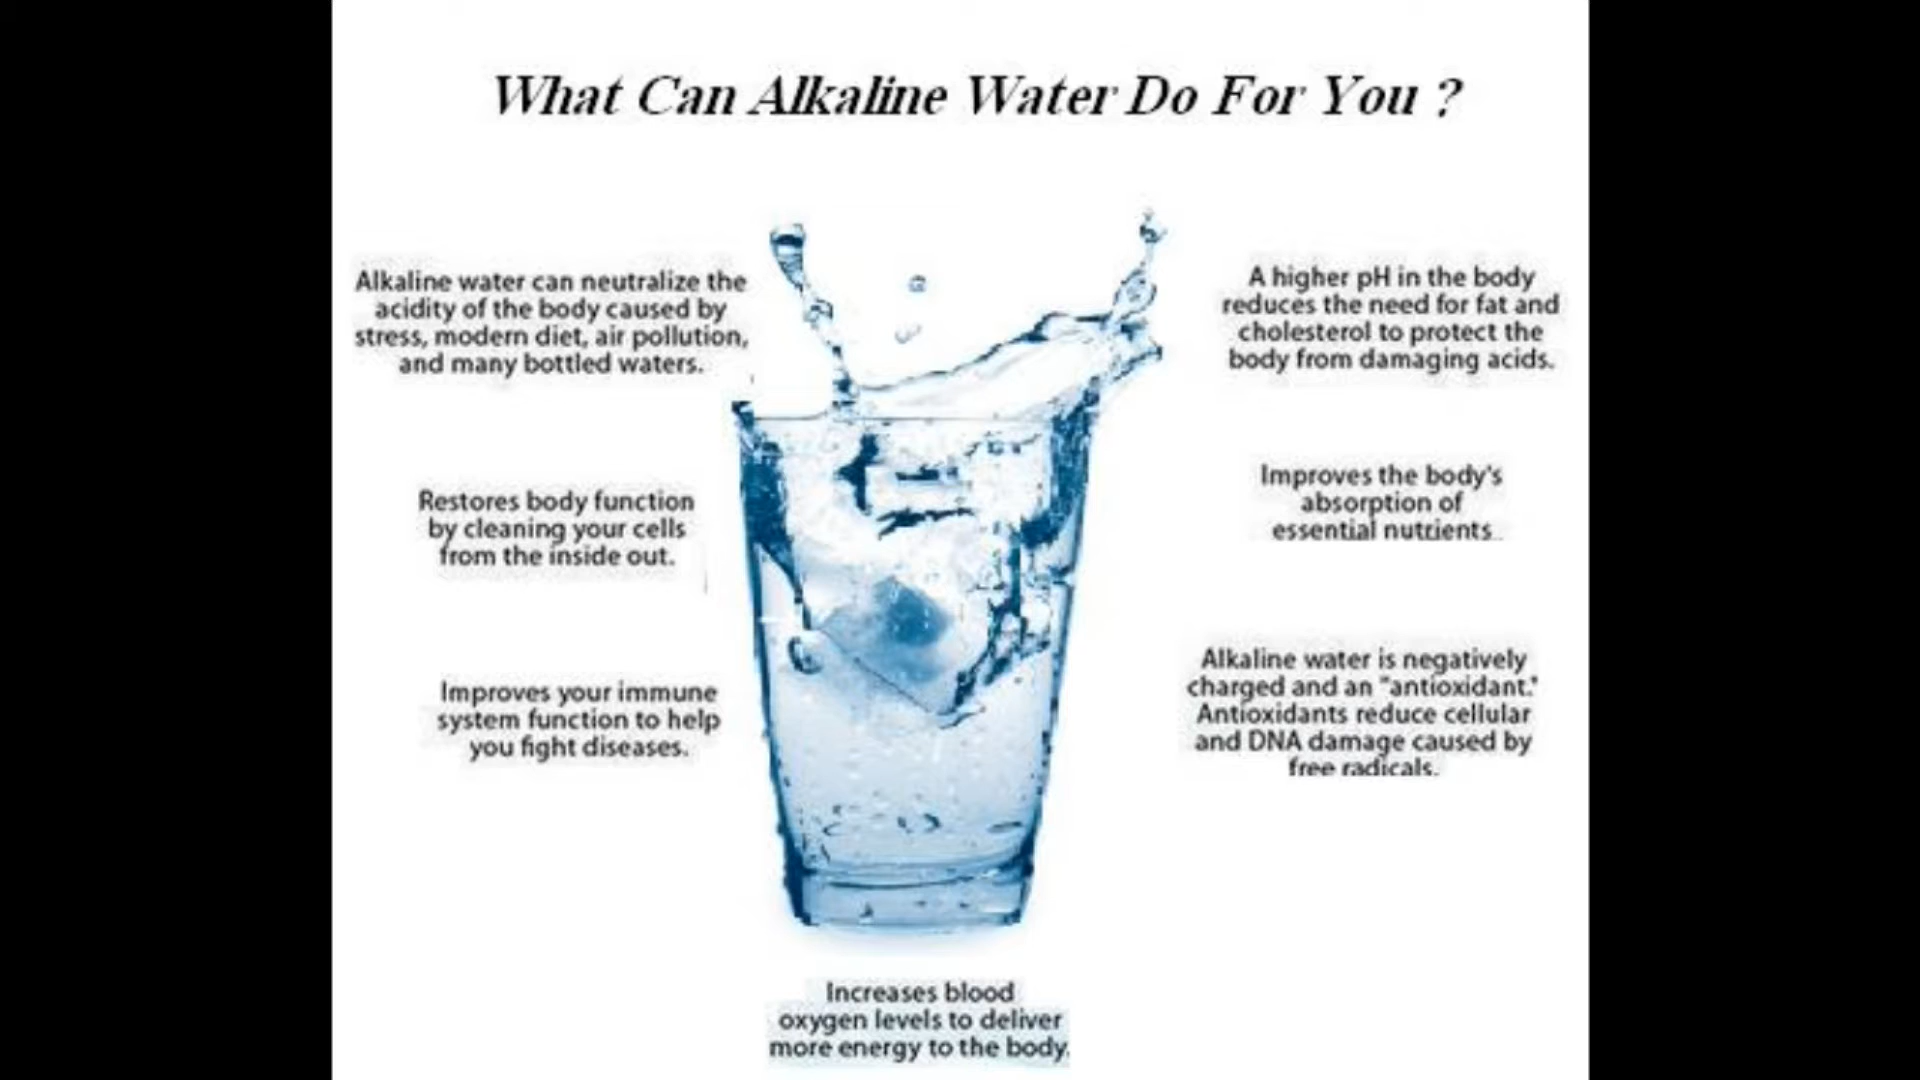 What Can Alkaline Water Do For You ?
Alkaline water can neutralize the
acidity of the body caused by
stress, modern diet, air pollution,
and many bottled waters.
Restores body function
by cleaning your cells
from the inside out.
Improves your immune
system function to help
you fight diseases.
A higher pH in the body
reduces the need for fat and
cholesterol to protect the
body from damaging acids.
Improves the body's
absorption of
essential nutrients.
Alkaline water is negatively
charged and an "antioxidant."
Antioxidants reduce cellular
and DNA damage caused by
free radicals.
Increases blood
oxygen levels to deliver
more energy to the body.